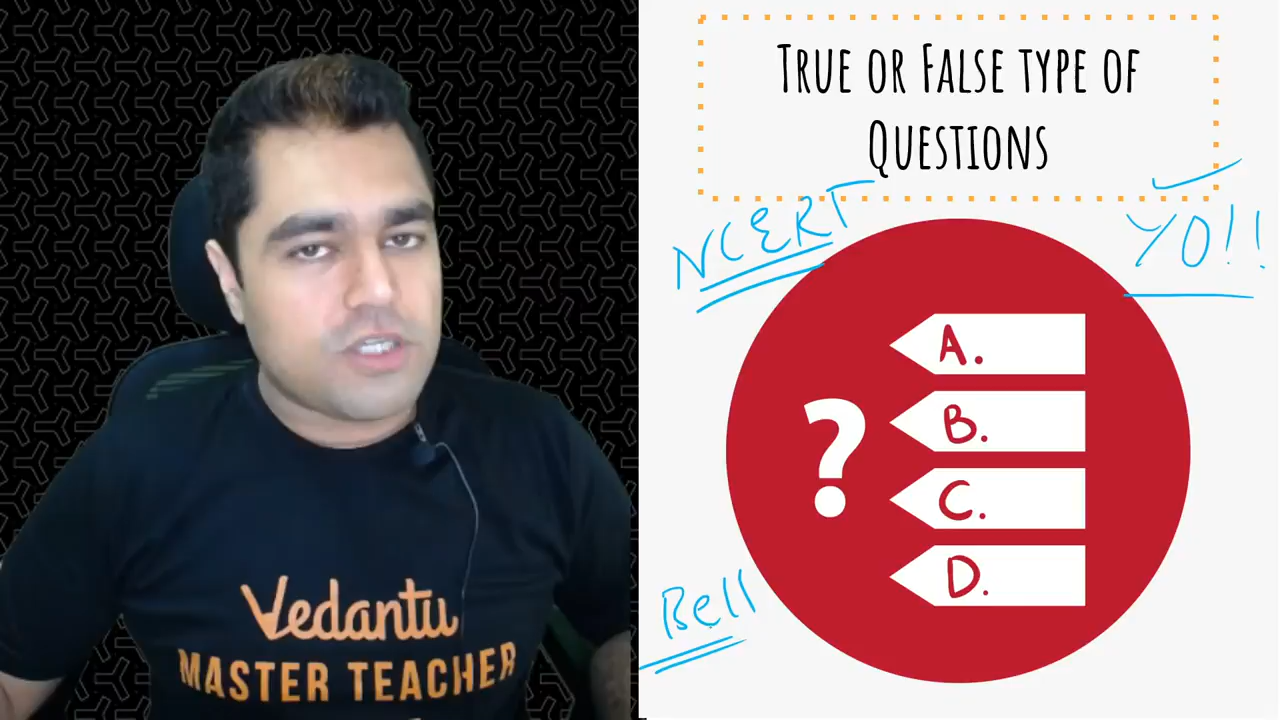 TRUE OR FALSE TYPE OF
QUESTIONS
NCERT
YO!!
?
A.
B.
C.
D.
Bell
Vedantu
MASTER TEACHER